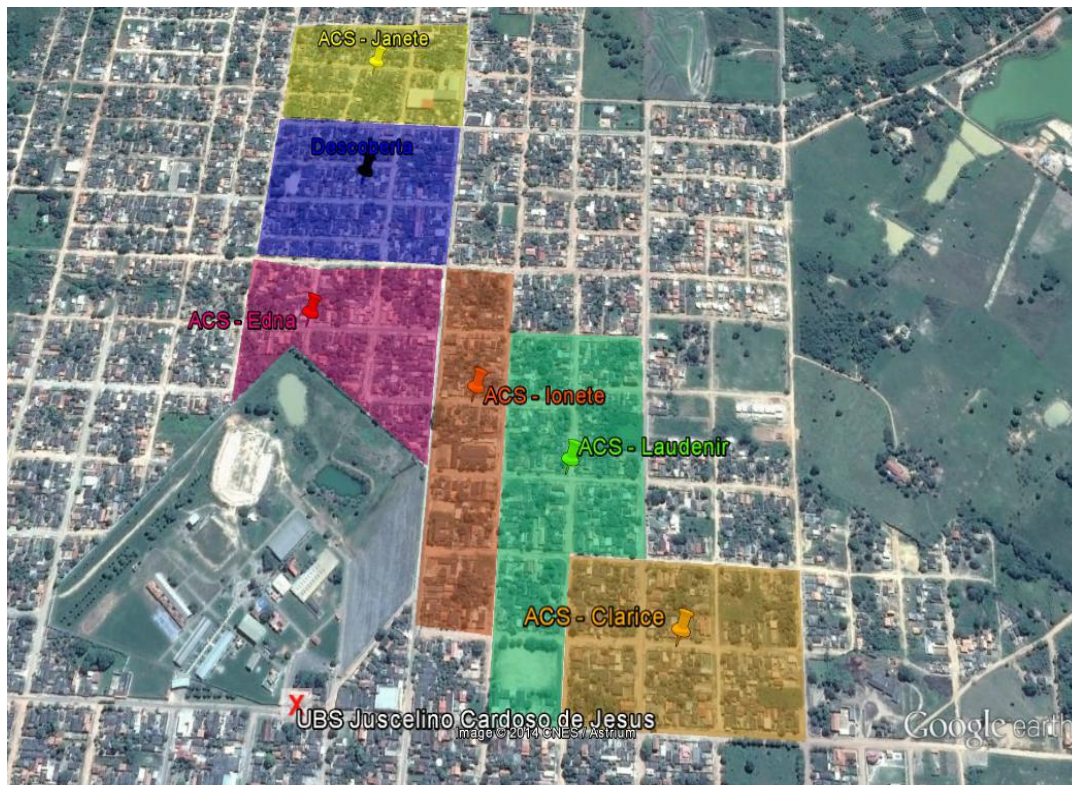 ACS - Janete
Descoberta
ACS - Edna
ACS - Ionete
ACS - Laudenir
ACS - Clarice
X
UBS Juscelino Cardoso de Jesus
Image © 2014 CNES / Astrium
Google earth